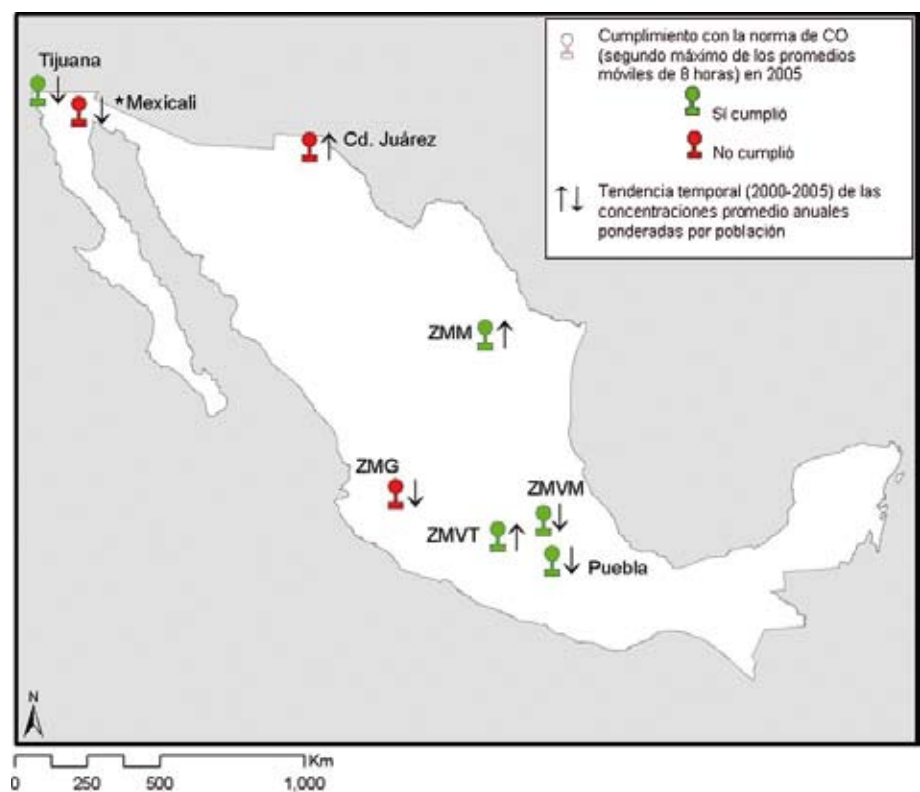 Cumplimiento con la norma de CO
(segundo máximo de los promedios
móviles de 8 horas) en 2005
Sí cumplió
No cumplió
↑↓ Tendencia temporal (2000-2005) de las
concentraciones promedio anuales
ponderadas por población
Tijuana
*Mexicali
Cd. Juárez
ZMM
ZMG
ZMVM
ZMVT
Puebla
N
Km
0 250 500 1,000